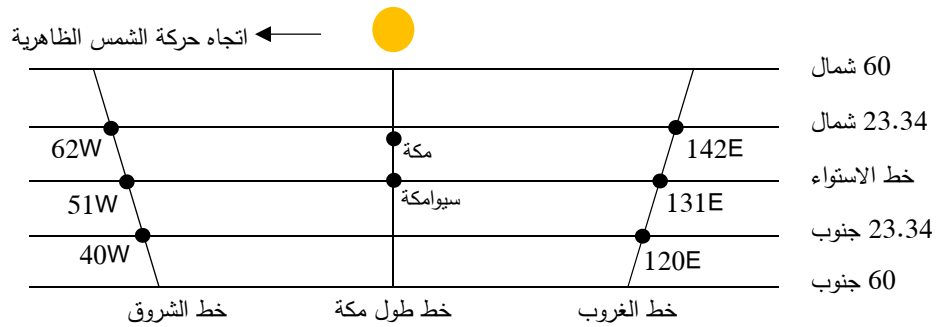 اتجاه حركة الشمس الظاهرية
60 شمال
23.34 شمال
62W
مكة
142E
خط الاستواء
51W
سيوامكة
131E
23.34 جنوب
40W
120E
60 جنوب
خط الشروق
خط طول مكة
خط الغروب